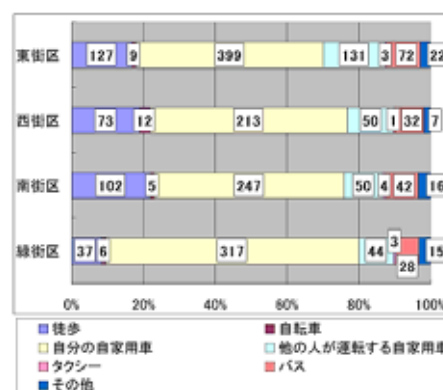 東街区 127 9 399 131 3 72 22
西街区 73 12 213 50 1 32 7
南街区 102 5 247 50 4 42 16
緑街区 37 6 317 44 3 28 15
0% 20% 40% 60% 80% 100%
徒歩 自転車
自分の自家用車 他の人が運転する自家用車
タクシー バス
その他